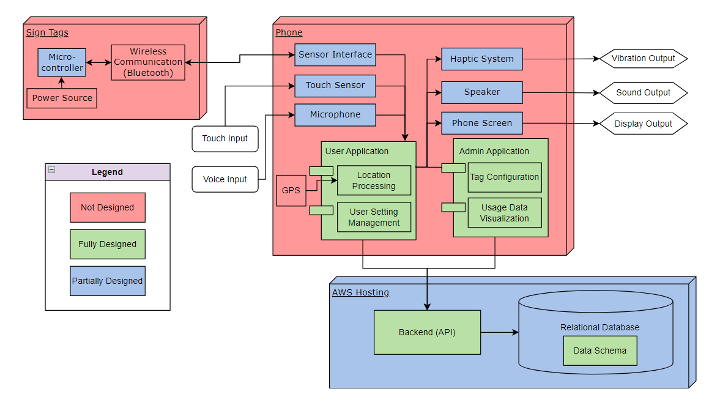 Sign Tags
Micro-
controller
Wireless
Communication
(Bluetooth)
Power Source
Phone
Sensor Interface
Touch Sensor
Microphone
Haptic System
Speaker
Phone Screen
Vibration Output
Sound Output
Display Output
Touch Input
Voice Input
User Application
GPS
Location
Processing
User Setting
Management
Admin Application
Tag Configuration
Usage Data
Visualization
Legend
Not Designed
Fully Designed
Partially Designed
AWS Hosting
Backend (API)
Relational Database
Data Schema